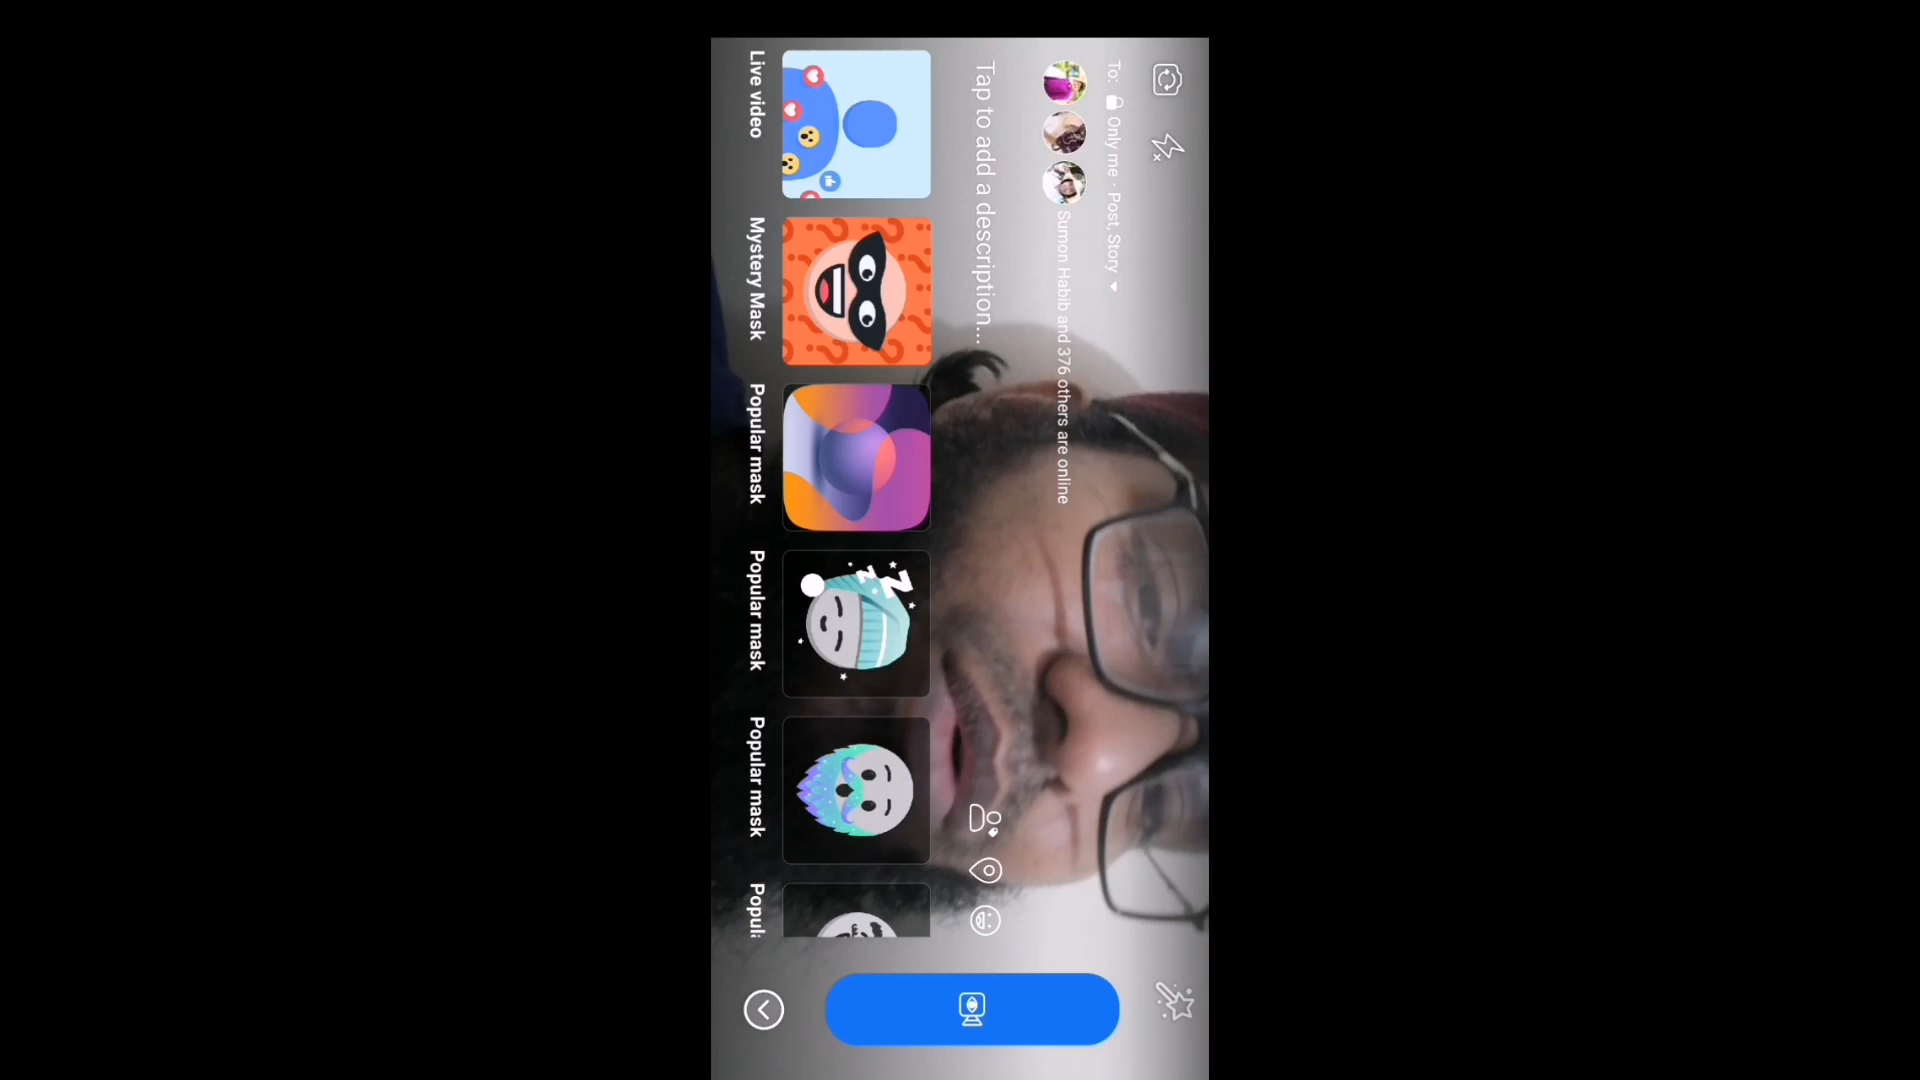 To: Only me · Post, Story
Sumon Habib and 376 others are online
Tap to add a description...
Live video
Mystery Mask
Popular mask
Popular mask
Popular mask
Popula